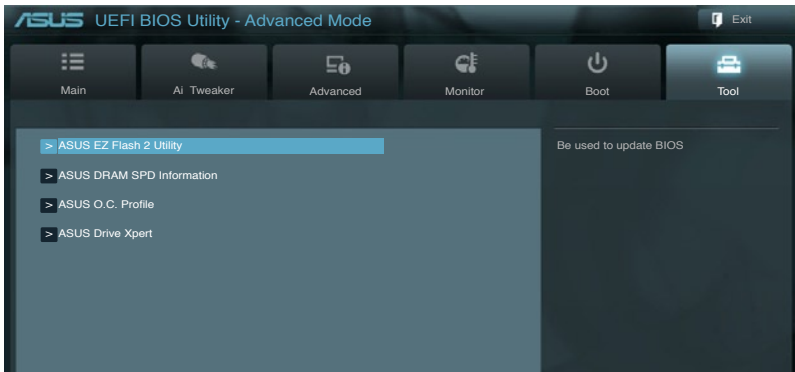 ASUS UEFI BIOS Utility - Advanced Mode
Exit
Main
Ai Tweaker
Advanced
Monitor
Boot
Tool
> ASUS EZ Flash 2 Utility
Be used to update BIOS
> ASUS DRAM SPD Information
> ASUS O.C. Profile
> ASUS Drive Xpert